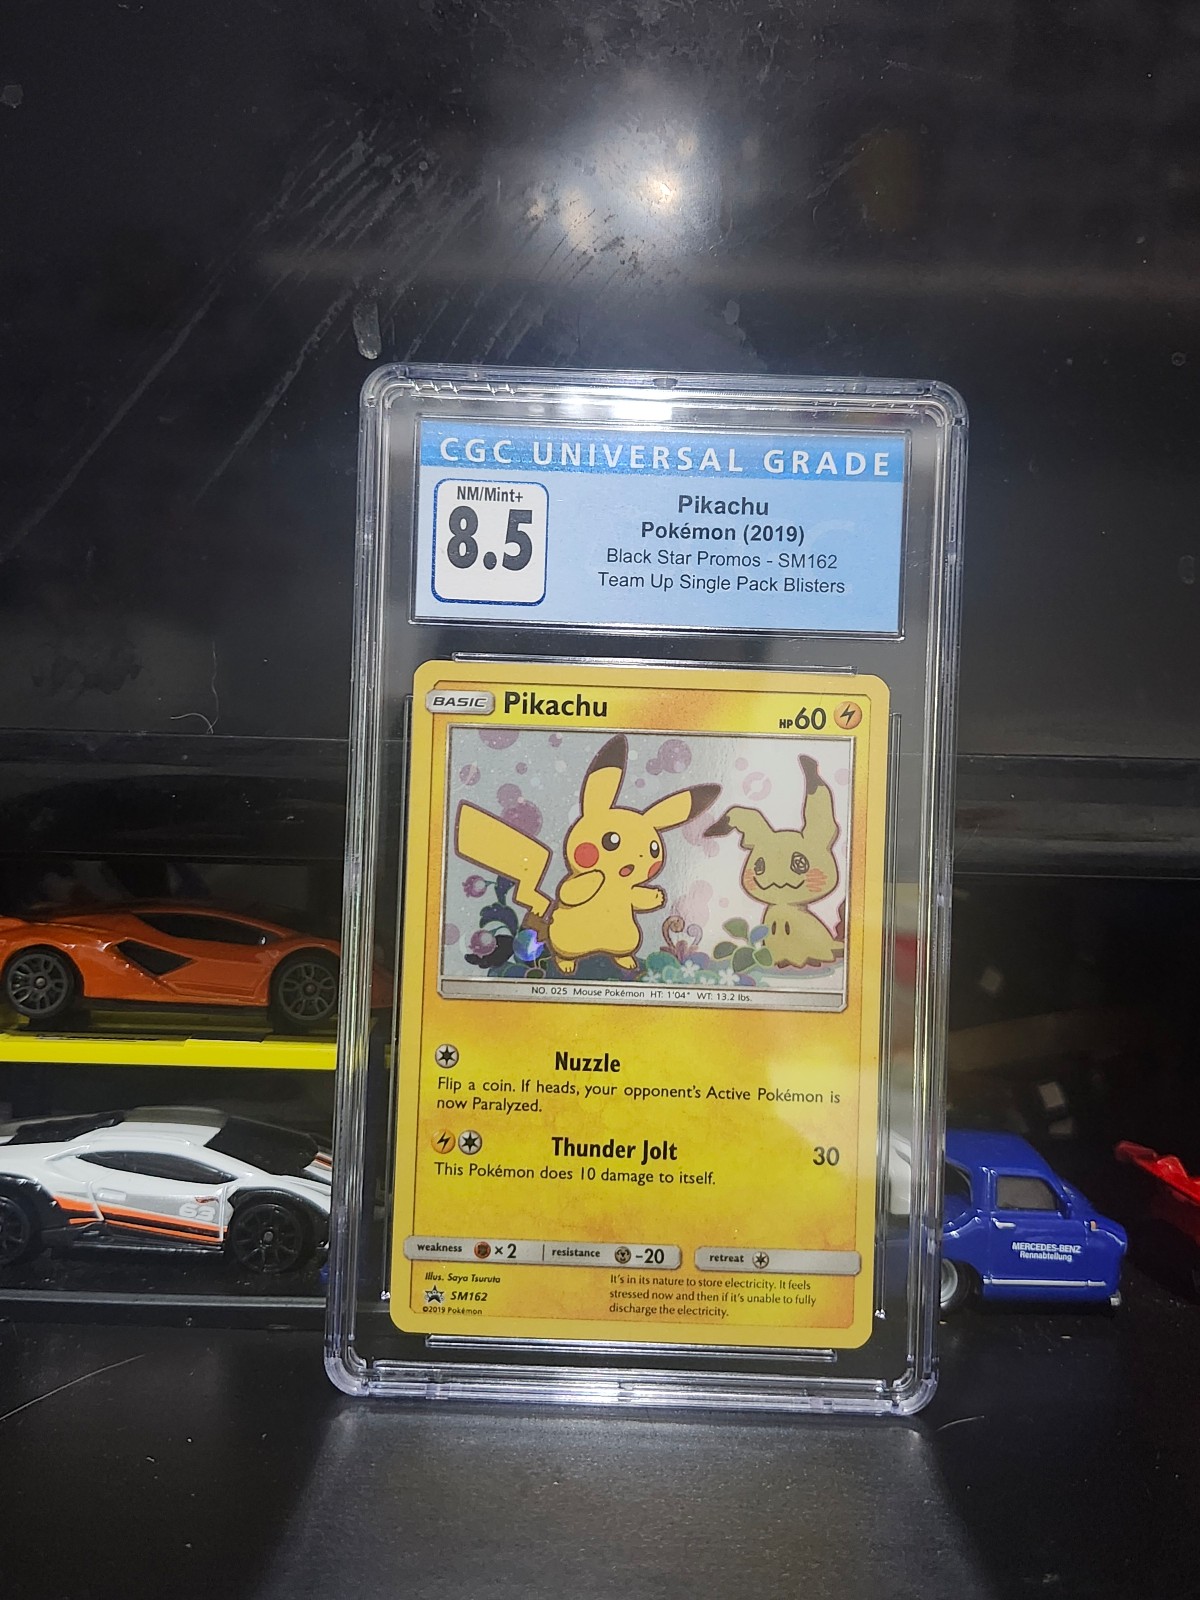 CGC UNIVERSAL GRADE
NM/Mint+
8.5
Pikachu
Pokémon (2019)
Black Star Promos - SM162
Team Up Single Pack Blisters
BASIC Pikachu HP60
NO. 025 Mouse Pokémon HT: 1'04" WT: 13.2 lbs.
Nuzzle
Flip a coin. If heads, your opponent's Active Pokémon is
now Paralyzed.
Thunder Jolt 30
This Pokémon does 10 damage to itself.
weakness ×2 resistance -20 retreat
Illus. Saya Tsuruta
SM162
©2019 Pokémon
It's in its nature to store electricity. It feels
stressed now and then if it's unable to fully
discharge the electricity.
63
MERCEDES-BENZ
Rennabteilung